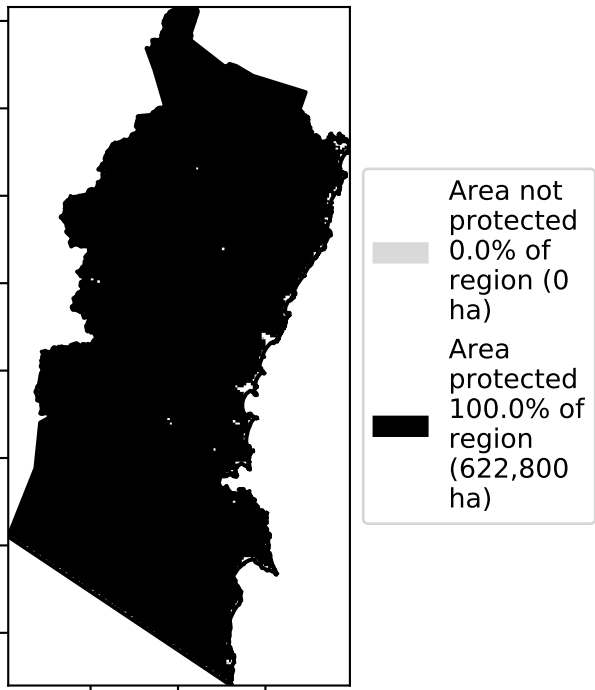 Area not
protected
0.0% of
region (0
ha)
Area
protected
100.0% of
region
(622,800
ha)